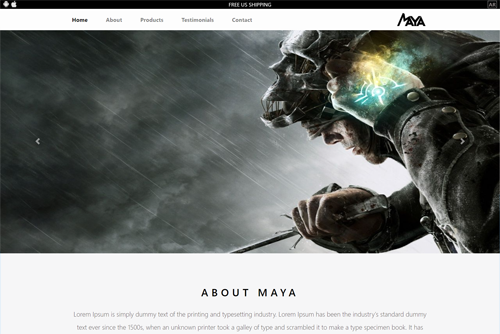 FREE US SHIPPING
AR
Home
About
Products
Testimonials
Contact
MAYA
ABOUT MAYA
Lorem Ipsum is simply dummy text of the printing and typesetting industry. Lorem Ipsum has been the industry's standard dummy
text ever since the 1500s, when an unknown printer took a galley of type and scrambled it to make a type specimen book. It has